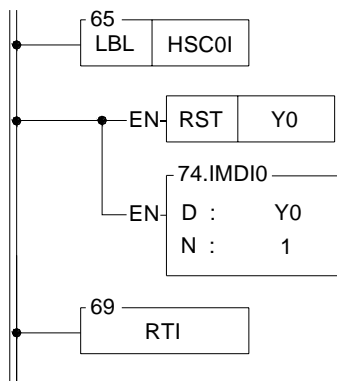 65
LBL HSC0I
EN RST Y0
74.IMDI0
EN D : Y0
N : 1
69
RTI